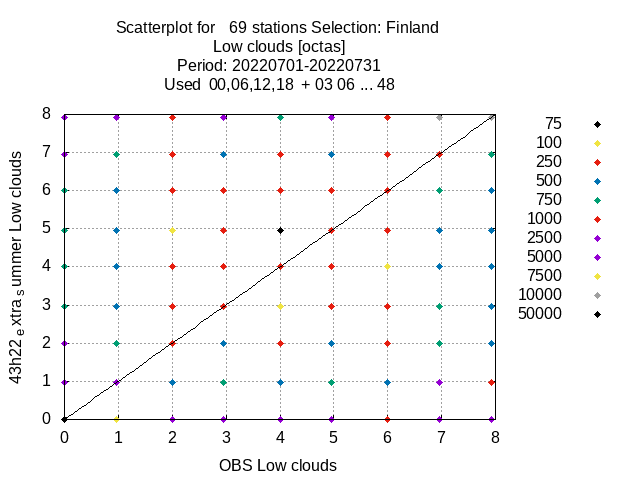 Scatterplot for 69 stations Selection: Finland
Low clouds [octas]
Period: 20220701-20220731
Used 00,06,12,18 + 03 06 ... 48
8
7
6
5
4
3
2
1
0
43h22 e xtra s ummer Low clouds
0 1 2 3 4 5 6 7 8
OBS Low clouds
75
100
250
500
750
1000
2500
5000
7500
10000
50000